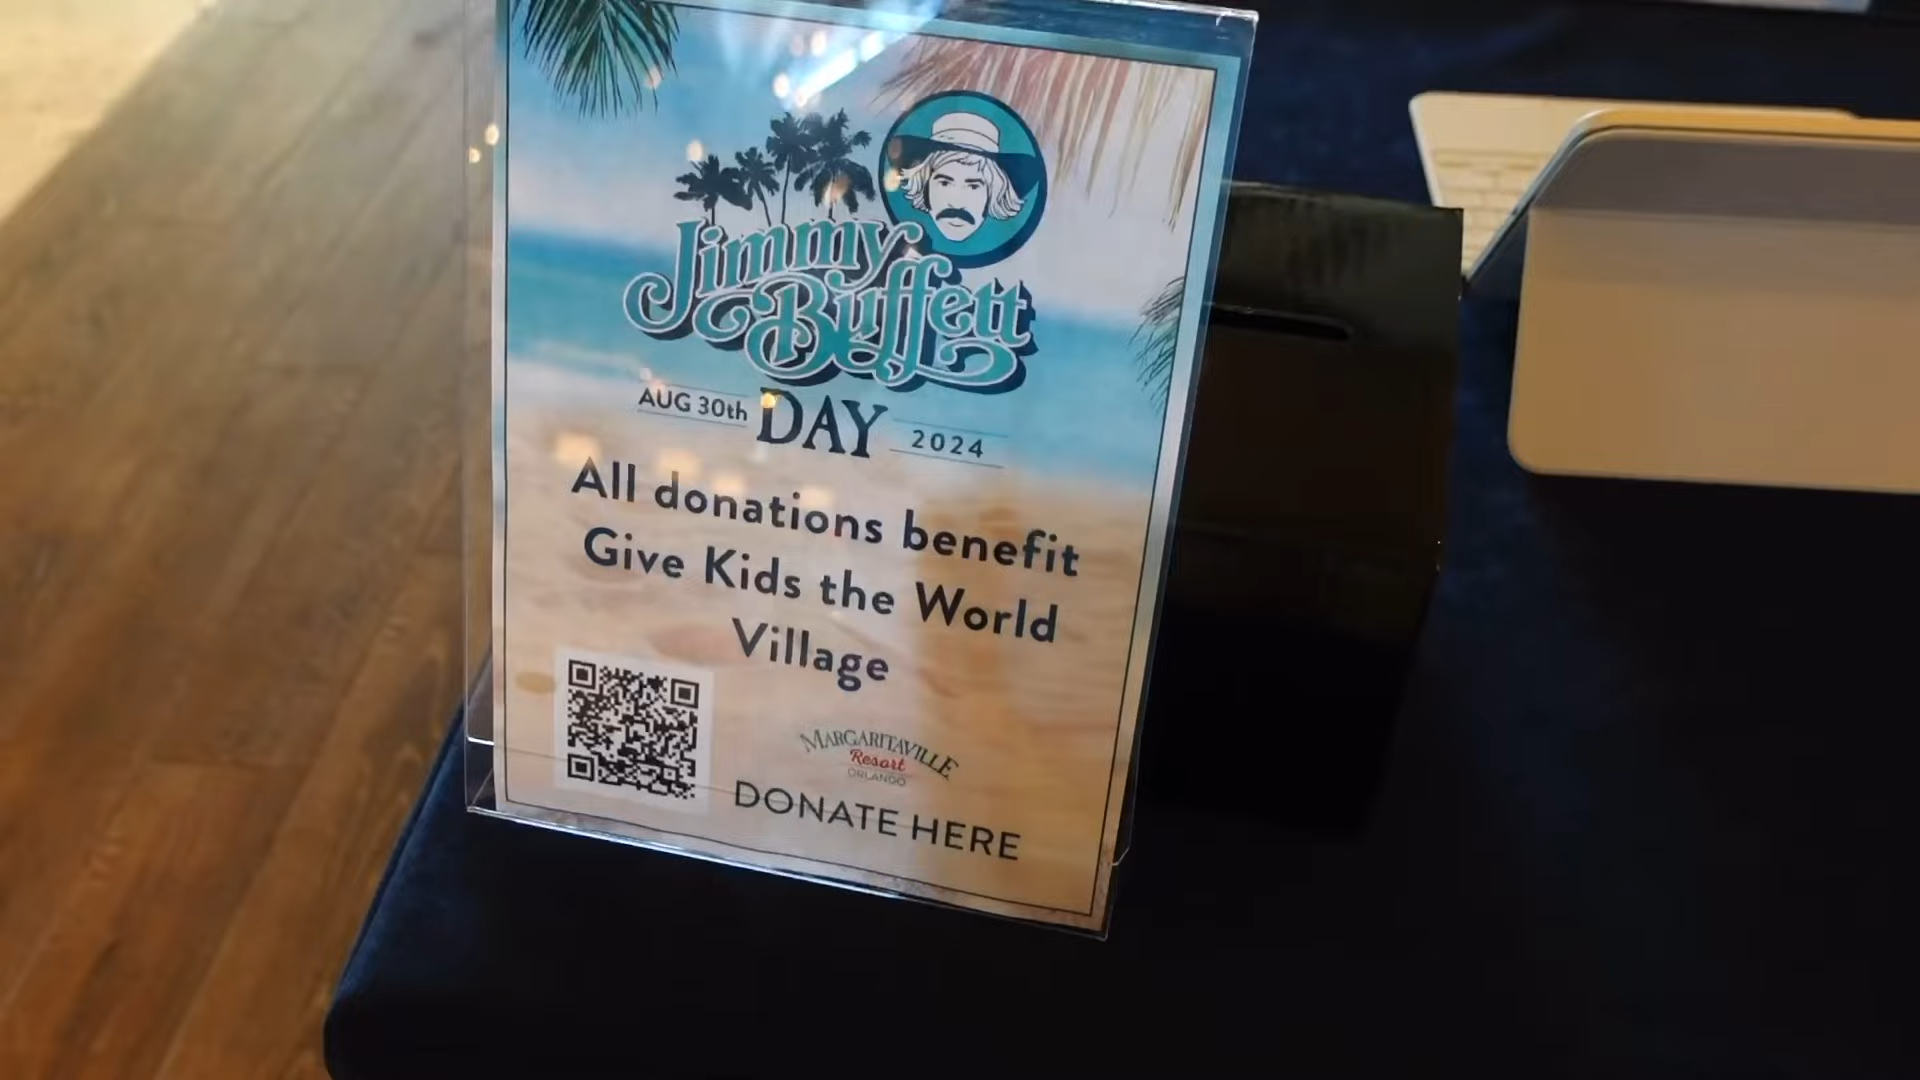 Jimmy
Buffett
AUG 30th DAY 2024
All donations benefit
Give Kids the World
Village
MARGARITAVILLE
Resort
ORLANDO
DONATE HERE